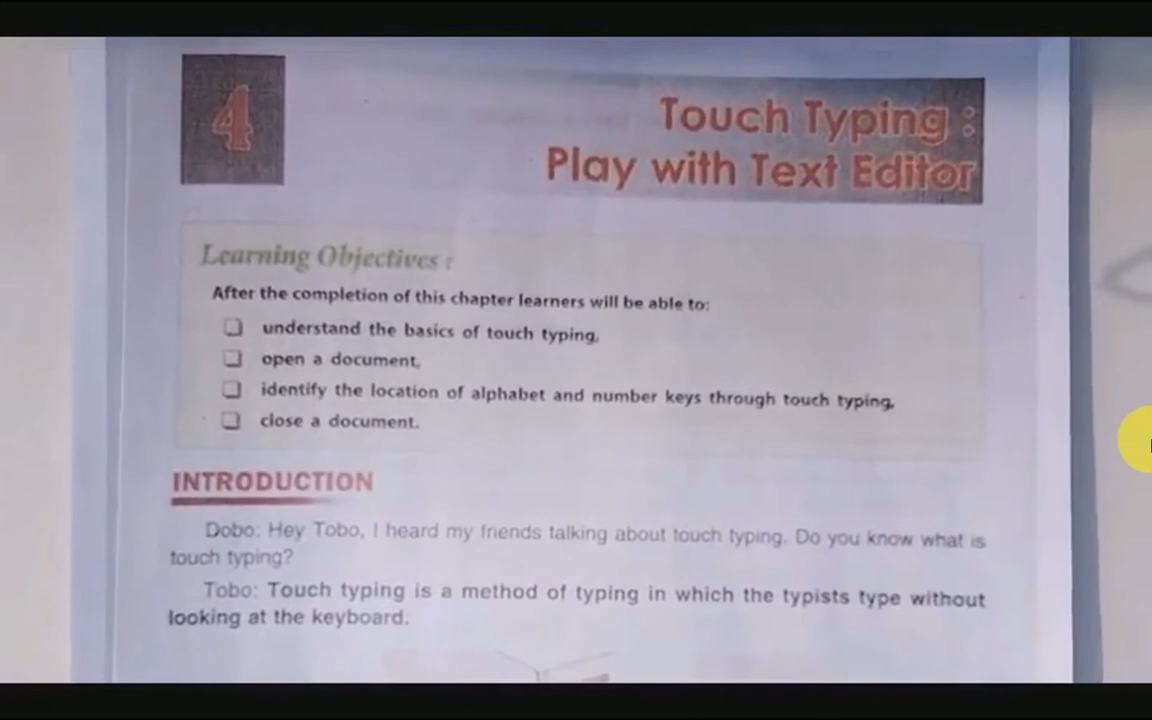 4
Touch Typing :
Play with Text Editor
Learning Objectives :
After the completion of this chapter learners will be able to:
❑ understand the basics of touch typing,
❑ open a document,
❑ identify the location of alphabet and number keys through touch typing,
❑ close a document.
INTRODUCTION
Dobo: Hey Tobo, I heard my friends talking about touch typing. Do you know what is
touch typing?
Tobo: Touch typing is a method of typing in which the typists type without
looking at the keyboard.